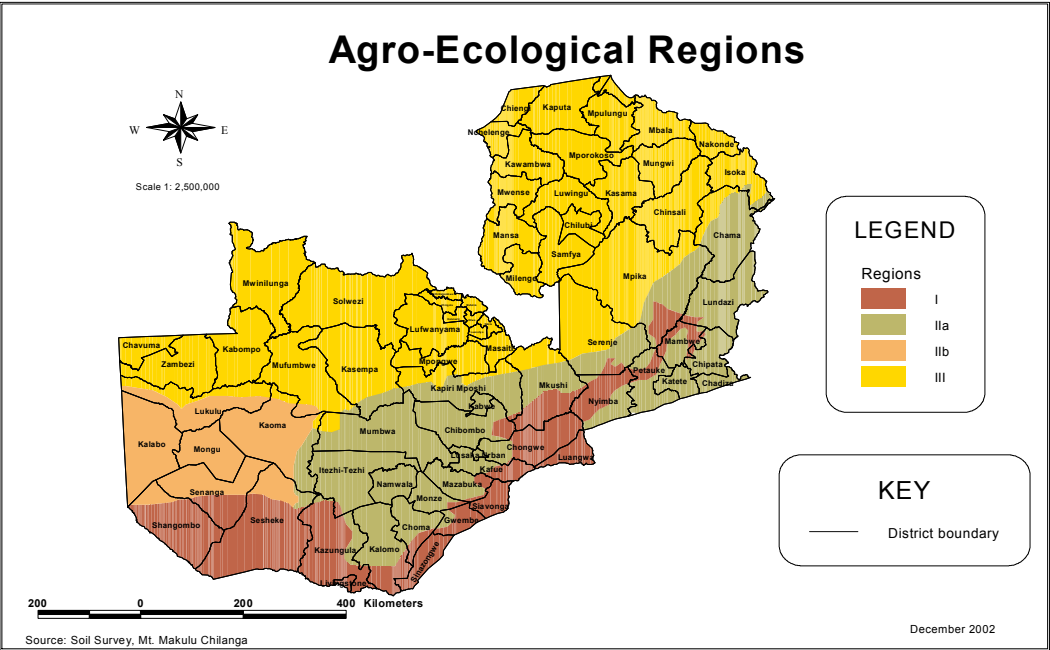 Agro-Ecological Regions
N
W E
S
Scale 1: 2,500,000
Chiengi
Kaputa
Mpulungu
Nchelenge
Mbala
Nakonde
Kawambwa
Mporokoso
Mungwi
Isoka
Mwense
Luwingu
Kasama
Chinsali
Chilubi
Mansa
Samfya
Chama
Milenge
Mpika
Mwinilunga
Solwezi
Lundazi
Lufwanyama
Chavuma
Zambezi
Kabompo
Mufumbwe
Kasempa
Masaiti
Mpongwe
Serenje
Mambwe
Chipata
Petauke
Katete
Chadiza
Kapiri Mposhi
Mkushi
Nyimba
Lukulu
Kaoma
Kabwe
Kalabo
Mongu
Mumbwa
Chibombo
Chongwe
Lusaka Urban
Luangwa
Itezhi-Tezhi
Kafue
Namwala
Mazabuka
Senanga
Monze
Siavonga
Shangombo
Sesheke
Gwembe
Choma
Kazungula
Kalomo
Sinazongwe
Livingstone
LEGEND
Regions
I
IIa
IIb
III
KEY
District boundary
200 0 200 400 Kilometers
Source: Soil Survey, Mt. Makulu Chilanga
December 2002